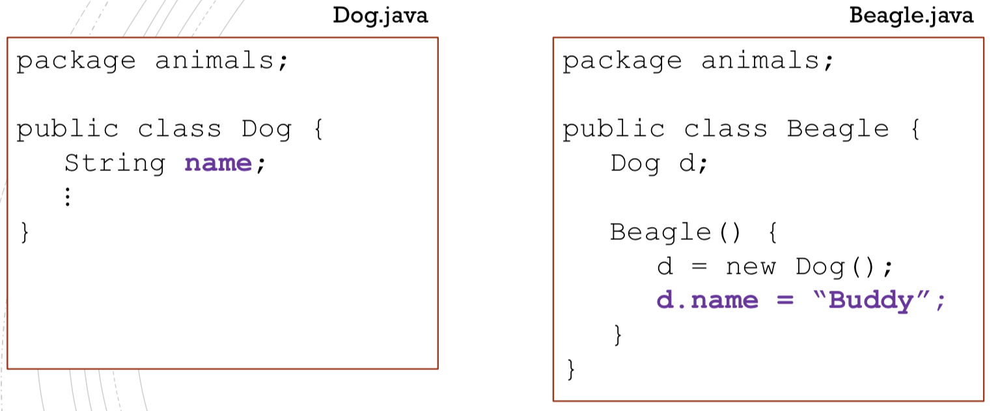 Dog.java
package animals;
public class Dog {
String name;
⋮
}
Beagle.java
package animals;
public class Beagle {
Dog d;
Beagle() {
d = new Dog();
d.name = “Buddy”;
}
}